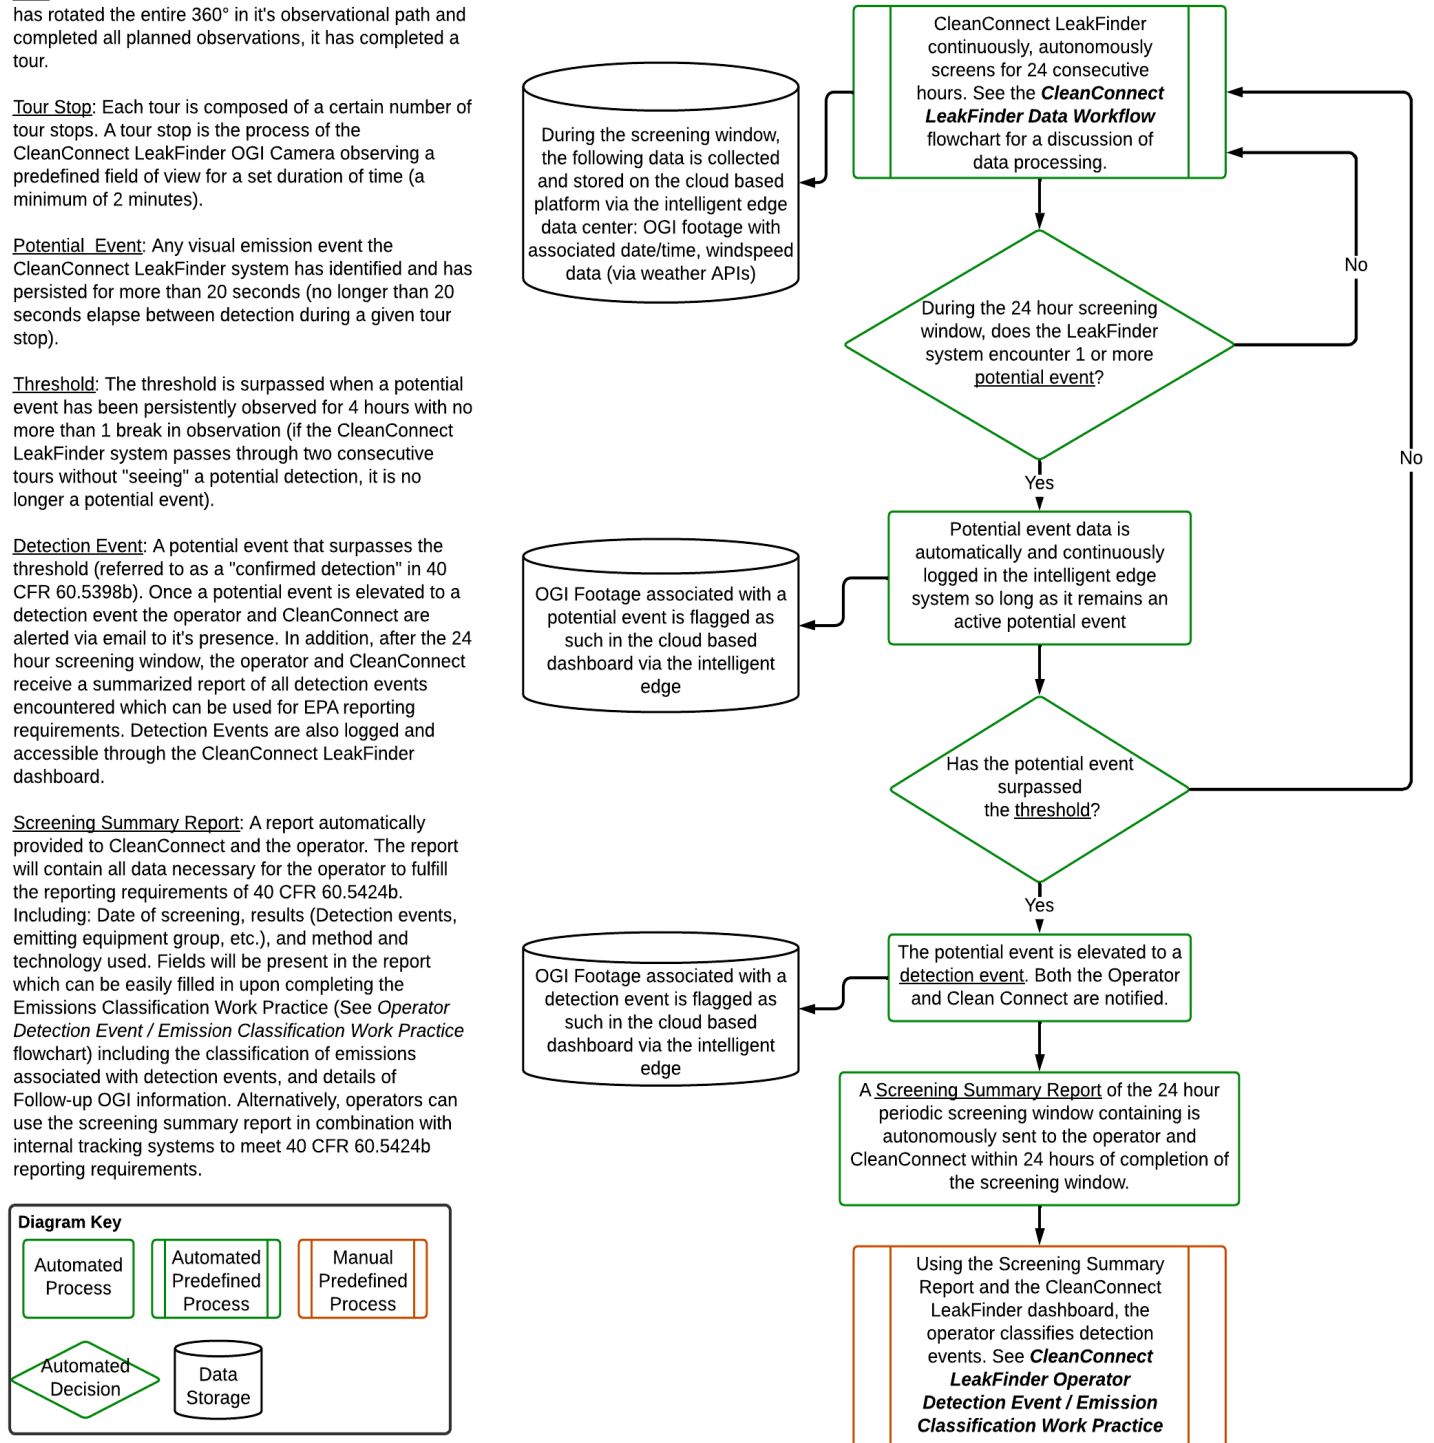 has rotated the entire 360° in it's observational path and
completed all planned observations, it has completed a
tour.
Tour Stop: Each tour is composed of a certain number of
tour stops. A tour stop is the process of the
CleanConnect LeakFinder OGI Camera observing a
predefined field of view for a set duration of time (a
minimum of 2 minutes).
Potential  Event: Any visual emission event the
CleanConnect LeakFinder system has identified and has
persisted for more than 20 seconds (no longer than 20
seconds elapse between detection during a given tour
stop).
Threshold: The threshold is surpassed when a potential
event has been persistently observed for 4 hours with no
more than 1 break in observation (if the CleanConnect
LeakFinder system passes through two consecutive
tours without "seeing" a potential detection, it is no
longer a potential event).
Detection Event: A potential event that surpasses the
threshold (referred to as a "confirmed detection" in 40
CFR 60.5398b). Once a potential event is elevated to a
detection event the operator and CleanConnect are
alerted via email to it's presence. In addition, after the 24
hour screening window, the operator and CleanConnect
receive a summarized report of all detection events
encountered which can be used for EPA reporting
requirements. Detection Events are also logged and
accessible through the CleanConnect LeakFinder
dashboard.
Screening Summary Report: A report automatically
provided to CleanConnect and the operator. The report
will contain all data necessary for the operator to fulfill
the reporting requirements of 40 CFR 60.5424b.
Including: Date of screening, results (Detection events,
emitting equipment group, etc.), and method and
technology used. Fields will be present in the report
which can be easily filled in upon completing the
Emissions Classification Work Practice (See Operator
Detection Event / Emission Classification Work Practice
flowchart) including the classification of emissions
associated with detection events, and details of
Follow-up OGI information. Alternatively, operators can
use the screening summary report in combination with
internal tracking systems to meet 40 CFR 60.5424b
reporting requirements.
Diagram Key
Automated
Process
Automated
Predefined
Process
Manual
Predefined
Process
Automated
Decision
Data
Storage
CleanConnect LeakFinder
continuously, autonomously
screens for 24 consecutive
hours. See the CleanConnect
LeakFinder Data Workflow
flowchart for a discussion of
data processing.
During the screening window,
the following data is collected
and stored on the cloud based
platform via the intelligent edge
data center: OGI footage with
associated date/time, windspeed
data (via weather APIs)
During the 24 hour screening
window, does the LeakFinder
system encounter 1 or more
potential event?
No
No
Yes
Potential event data is
automatically and continuously
logged in the intelligent edge
system so long as it remains an
active potential event
OGI Footage associated with a
potential event is flagged as
such in the cloud based
dashboard via the intelligent
edge
Has the potential event
surpassed
the threshold?
Yes
The potential event is elevated to a
detection event. Both the Operator
and Clean Connect are notified.
OGI Footage associated with a
detection event is flagged as
such in the cloud based
dashboard via the intelligent
edge
A Screening Summary Report of the 24 hour
periodic screening window containing is
autonomously sent to the operator and
CleanConnect within 24 hours of completion of
the screening window.
Using the Screening Summary
Report and the CleanConnect
LeakFinder dashboard, the
operator classifies detection
events. See CleanConnect
LeakFinder Operator
Detection Event / Emission
Classification Work Practice